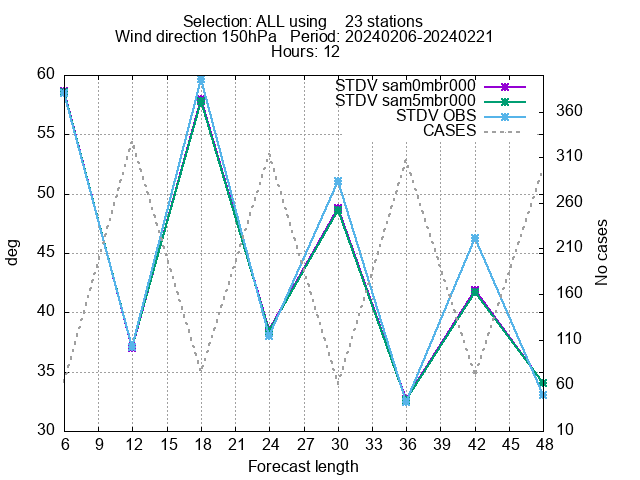 Selection: ALL using    23 stations
Wind direction 150hPa   Period: 20240206-20240221
Hours: 12
STDV sam0mbr000
STDV sam5mbr000
STDV OBS
CASES
60
55
50
45
40
35
30
deg
360
310
260
210
160
110
60
10
No cases
6 9 12 15 18 21 24 27 30 33 36 39 42 45 48
Forecast length